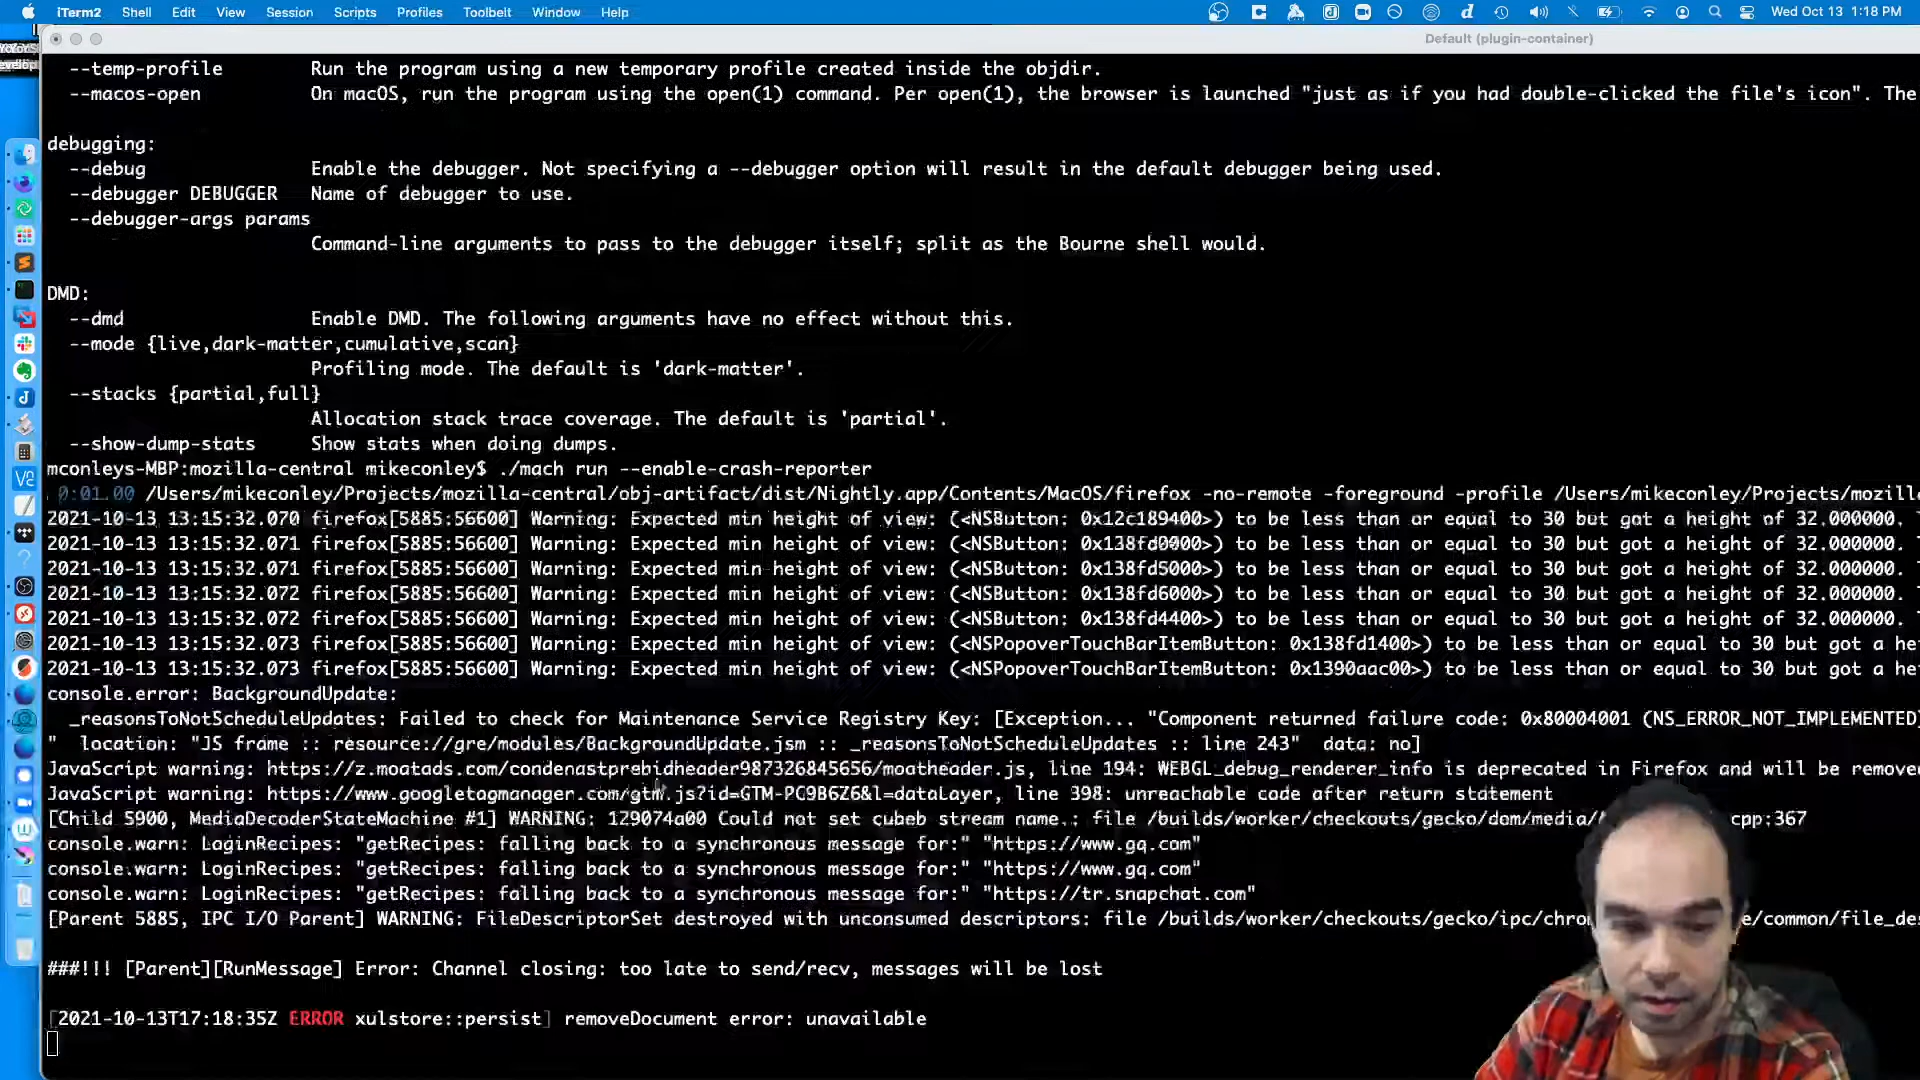 iTerm2 Shell Edit View Session Scripts Profiles Toolbelt Window Help Wed Oct 13 1:18 PM
Default (plugin-container)
--temp-profile Run the program using a new temporary profile created inside the objdir.
--macos-open On macOS, run the program using the open(1) command. Per open(1), the browser is launched "just as if you had double-clicked the file's icon". The
debugging:
--debug Enable the debugger. Not specifying a --debugger option will result in the default debugger being used.
--debugger DEBUGGER Name of debugger to use.
--debugger-args params
Command-line arguments to pass to the debugger itself; split as the Bourne shell would.
DMD:
--dmd Enable DMD. The following arguments have no effect without this.
--mode {live,dark-matter,cumulative,scan}
Profiling mode. The default is 'dark-matter'.
--stacks {partial,full}
Allocation stack trace coverage. The default is 'partial'.
--show-dump-stats Show stats when doing dumps.
mconleys-MBP:mozilla-central mikeconley$ ./mach run --enable-crash-reporter
0:01.00 /Users/mikeconley/Projects/mozilla-central/obj-artifact/dist/Nightly.app/Contents/MacOS/firefox -no-remote -foreground -profile /Users/mikeconley/Projects/mozill
2021-10-13 13:15:32.070 firefox[5885:56600] Warning: Expected min height of view: (<NSButton: 0x12c189400>) to be less than or equal to 30 but got a height of 32.000000.
2021-10-13 13:15:32.071 firefox[5885:56600] Warning: Expected min height of view: (<NSButton: 0x138fd0900>) to be less than or equal to 30 but got a height of 32.000000.
2021-10-13 13:15:32.071 firefox[5885:56600] Warning: Expected min height of view: (<NSButton: 0x138fd5000>) to be less than or equal to 30 but got a height of 32.000000.
2021-10-13 13:15:32.072 firefox[5885:56600] Warning: Expected min height of view: (<NSButton: 0x138fd6000>) to be less than or equal to 30 but got a height of 32.000000.
2021-10-13 13:15:32.072 firefox[5885:56600] Warning: Expected min height of view: (<NSButton: 0x138fd4400>) to be less than or equal to 30 but got a height of 32.000000.
2021-10-13 13:15:32.073 firefox[5885:56600] Warning: Expected min height of view: (<NSPopoverTouchBarItemButton: 0x138fd1400>) to be less than or equal to 30 but got a he
2021-10-13 13:15:32.073 firefox[5885:56600] Warning: Expected min height of view: (<NSPopoverTouchBarItemButton: 0x1390aac00>) to be less than or equal to 30 but got a he
console.error: BackgroundUpdate:
_reasonsToNotScheduleUpdates: Failed to check for Maintenance Service Registry Key: [Exception... "Component returned failure code: 0x80004001 (NS_ERROR_NOT_IMPLEMENTED)
" location: "JS frame :: resource://gre/modules/BackgroundUpdate.jsm :: _reasonsToNotScheduleUpdates :: line 243" data: no]
JavaScript warning: https://z.moatads.com/condenastprebidheader987326845656/moatheader.js, line 194: WEBGL_debug_renderer_info is deprecated in Firefox and will be remove
JavaScript warning: https://www.googletagmanager.com/gtm.js?id=GTM-PC9B6Z6&l=dataLayer, line 398: unreachable code after return statement
[Child 5900, MediaDecoderStateMachine #1] WARNING: 129074a00 Could not set cubeb stream name.: file /builds/worker/checkouts/gecko/dom/media/ cpp:367
console.warn: LoginRecipes: "getRecipes: falling back to a synchronous message for:" "https://www.gq.com"
console.warn: LoginRecipes: "getRecipes: falling back to a synchronous message for:" "https://www.gq.com"
console.warn: LoginRecipes: "getRecipes: falling back to a synchronous message for:" "https://tr.snapchat.com"
[Parent 5885, IPC I/O Parent] WARNING: FileDescriptorSet destroyed with unconsumed descriptors: file /builds/worker/checkouts/gecko/ipc/chro e/common/file_des
###!!! [Parent][RunMessage] Error: Channel closing: too late to send/recv, messages will be lost
[2021-10-13T17:18:35Z ERROR xulstore::persist] removeDocument error: unavailable